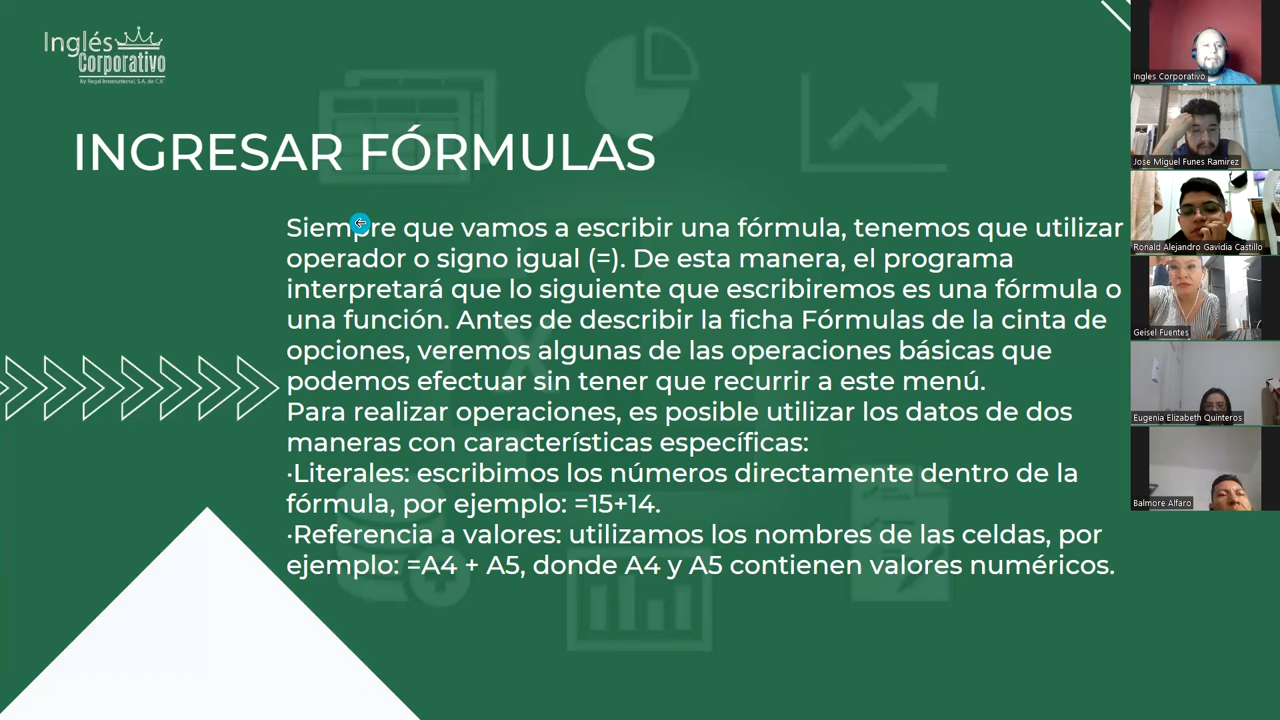 Inglés
Corporativo
By Regal International, S.A. de C.V.
INGRESAR FÓRMULAS
Siempre que vamos a escribir una fórmula, tenemos que utilizar
operador o signo igual (=). De esta manera, el programa
interpretará que lo siguiente que escribiremos es una fórmula o
una función. Antes de describir la ficha Fórmulas de la cinta de
opciones, veremos algunas de las operaciones básicas que
podemos efectuar sin tener que recurrir a este menú.
Para realizar operaciones, es posible utilizar los datos de dos
maneras con características específicas:
·Literales: escribimos los números directamente dentro de la
fórmula, por ejemplo: =15+14.
·Referencia a valores: utilizamos los nombres de las celdas, por
ejemplo: =A4 + A5, donde A4 y A5 contienen valores numéricos.
Ingles Corporativo
Jose Miguel Funes Ramirez
Ronald Alejandro Gavidia Castillo
Geisel Fuentes
Eugenia Elizabeth Quinteros
Balmore Alfaro